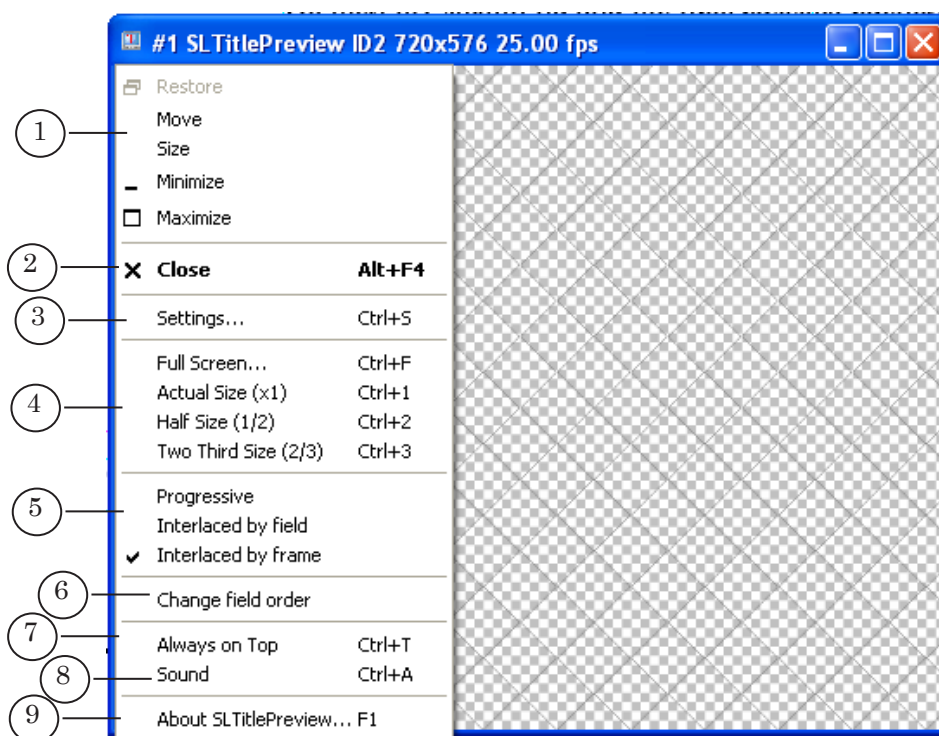 #1 SLTitlePreview ID2 720x576 25.00 fps
Restore
1
Move
Size
Minimize
Maximize
2 Close Alt+F4
3 Settings... Ctrl+S
Full Screen... Ctrl+F
Actual Size (x1) Ctrl+1
4
Half Size (1/2) Ctrl+2
Two Third Size (2/3) Ctrl+3
Progressive
5
Interlaced by field
Interlaced by frame
6 Change field order
7 Always on Top Ctrl+T
8 Sound Ctrl+A
9 About SLTitlePreview... F1